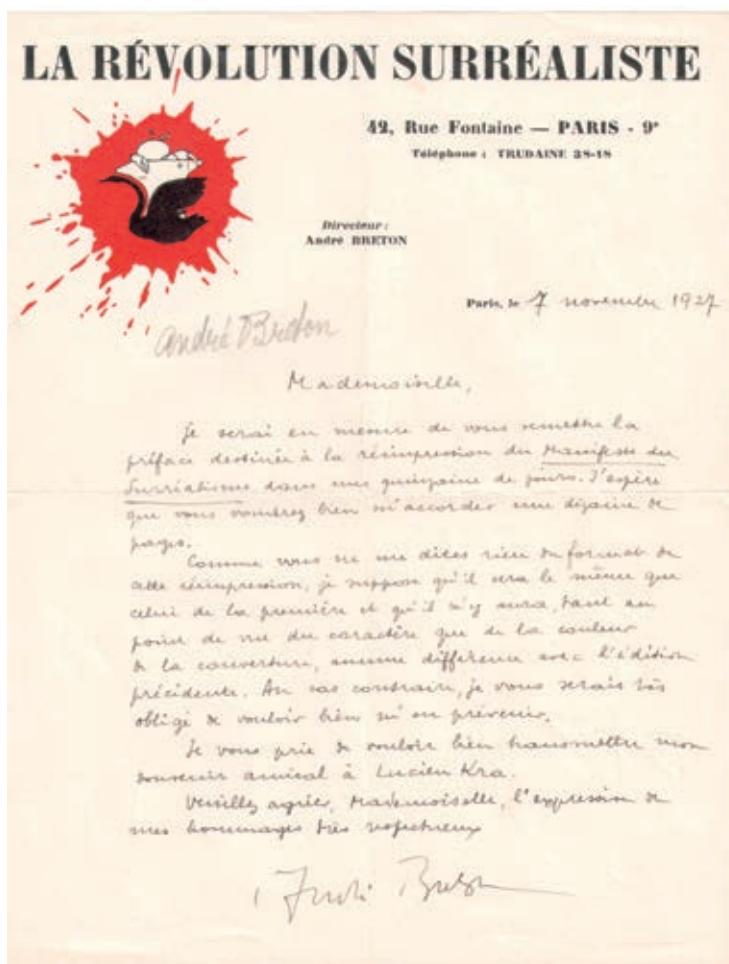 LA RÉVOLUTION SURRÉALISTE
42, Rue Fontaine — PARIS - 9e
Téléphone : TRUDAINE 38-18
Directeur :
André BRETON
Paris, le 7 novembre 1927
André Breton
Mademoiselle,
Je serai en mesure de vous remettre la
préface destinée à la réimpression du Manifeste du
Surréalisme dans une quinzaine de jours. J'espère
que vous voudrez bien m'accorder une dizaine de
pages.
Comme vous ne me dites rien du format de
cette réimpression, je suppose qu'il sera le même que
celui de la première et qu'il n'y aura, tant au
point de vue du caractère que de la couleur
de la couverture, aucune différence avec l'édition
précédente. Au cas contraire, je vous serais très
obligé de vouloir bien m'en prévenir.
Je vous prie de vouloir bien transmettre mon
souvenir amical à Lucien Kra.
Veuillez agréer, Mademoiselle, l'expression de
mes hommages très respectueux
André Breton